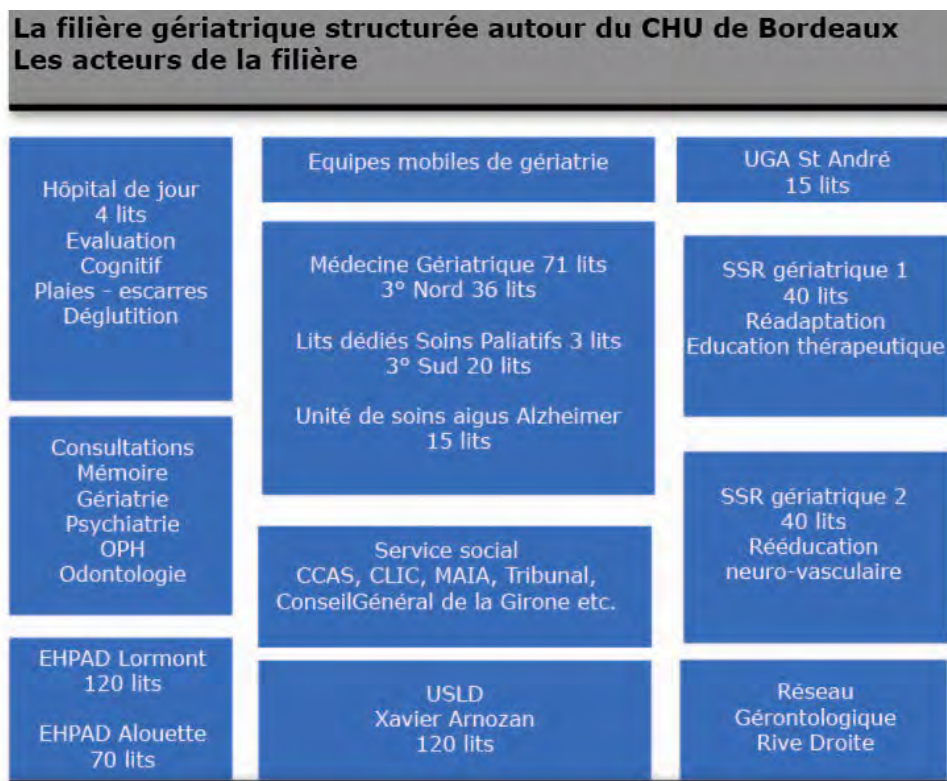 La filière gériatrique structurée autour du CHU de Bordeaux
Les acteurs de la filière
Hôpital de jour
4 lits
Evaluation
Cognitif
Plaies - escarres
Déglutition
Consultations
Mémoire
Gériatrie
Psychiatrie
OPH
Odontologie
EHPAD Lormont
120 lits
EHPAD Alouette
70 lits
Equipes mobiles de gériatrie
Médecine Gériatrique 71 lits
3° Nord 36 lits
Lits dédiés Soins Paliatifs 3 lits
3° Sud 20 lits
Unité de soins aigus Alzheimer
15 lits
Service social
CCAS, CLIC, MAIA, Tribunal,
ConseilGénéral de la Girone etc.
USLD
Xavier Arnozan
120 lits
UGA St André
15 lits
SSR gériatrique 1
40 lits
Réadaptation
Education thérapeutique
SSR gériatrique 2
40 lits
Rééducation
neuro-vasculaire
Réseau
Gérontologique
Rive Droite